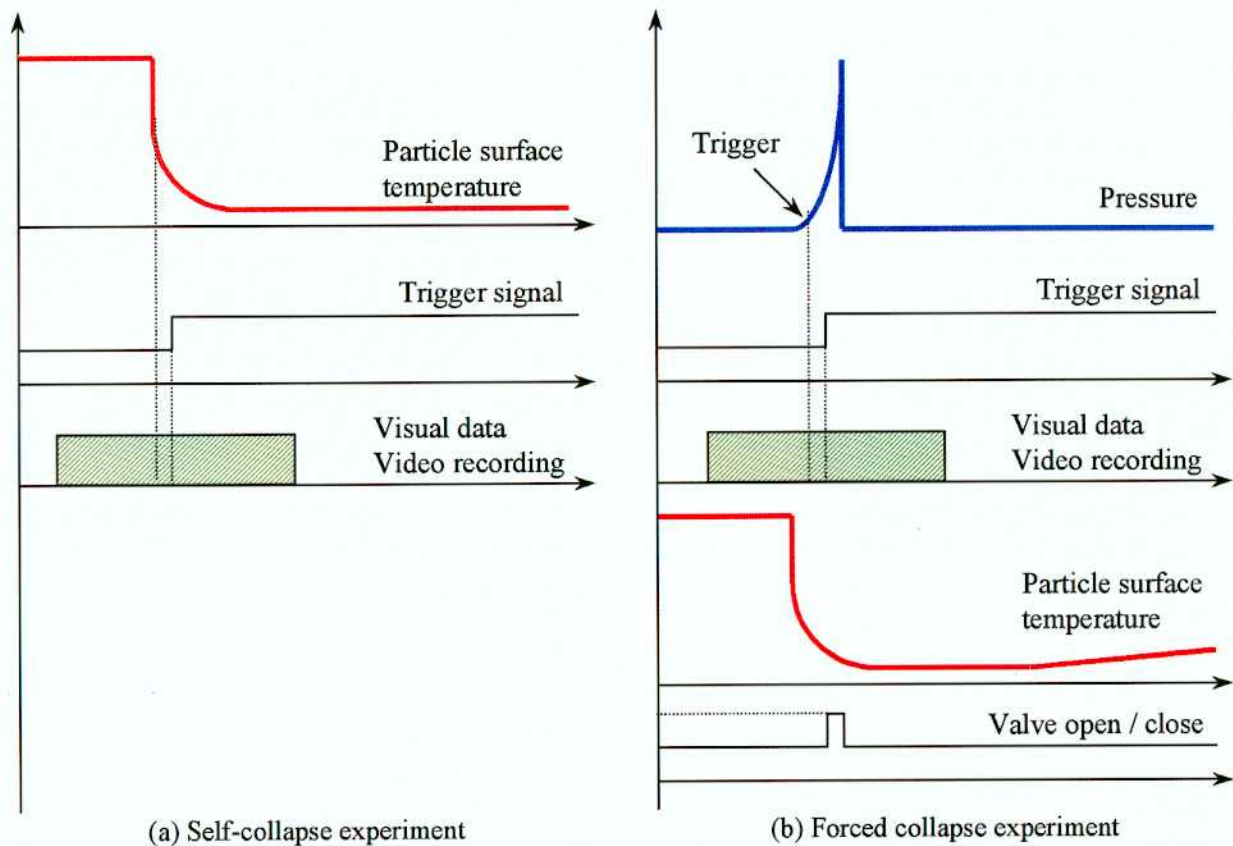 Particle surface
temperature
Trigger signal
Visual data
Video recording
(a) Self-collapse experiment
Trigger
Pressure
Trigger signal
Visual data
Video recording
Particle surface
temperature
Valve open / close
(b) Forced collapse experiment